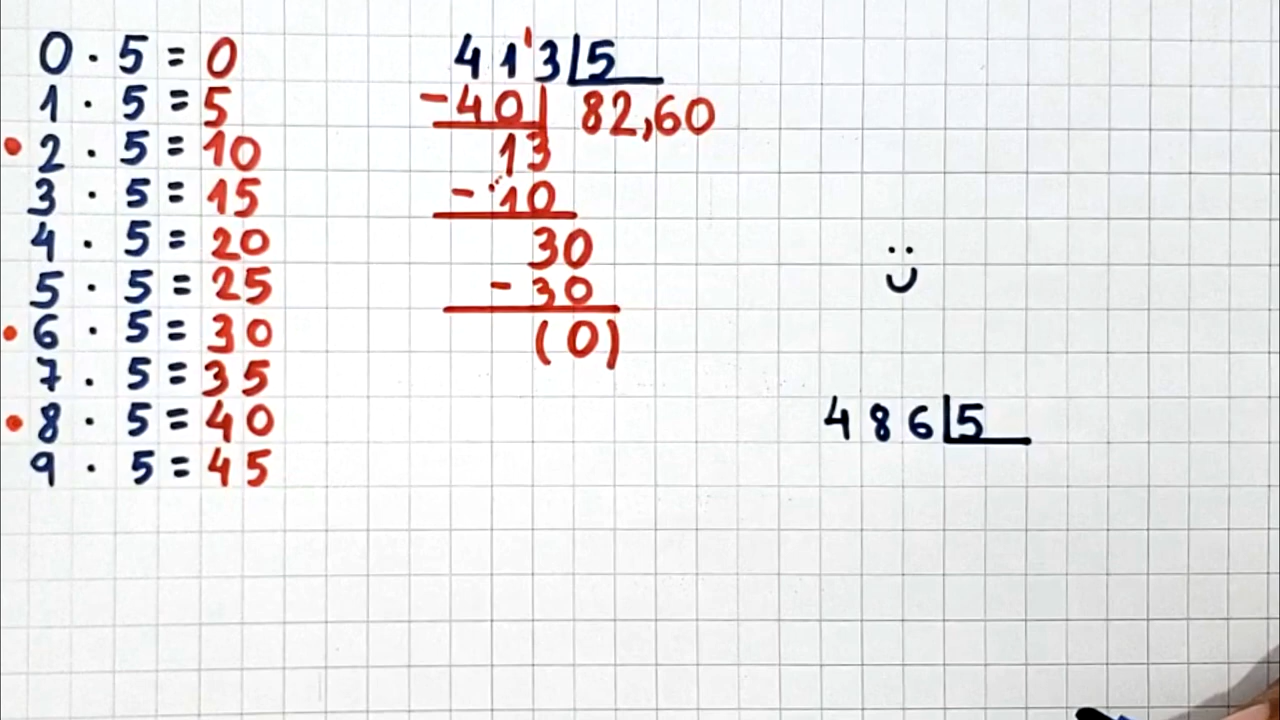 0 · 5 = 0
1 · 5 = 5
2 · 5 = 10
3 · 5 = 15
4 · 5 = 20
5 · 5 = 25
6 · 5 = 30
7 · 5 = 35
8 · 5 = 40
9 · 5 = 45
41'3 5
-40 82,60
13
- 10
30
- 30
(0)
486 5